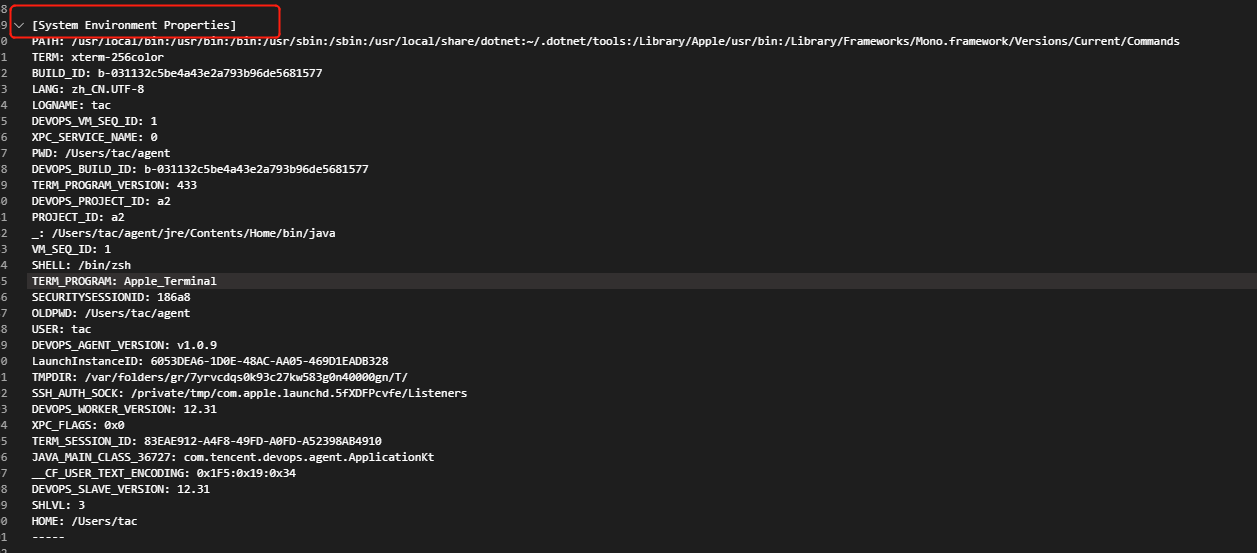 8
9 [System Environment Properties]
0 PATH: /usr/local/bin:/usr/bin:/bin:/usr/sbin:/sbin:/usr/local/share/dotnet:~/.dotnet/tools:/Library/Apple/usr/bin:/Library/Frameworks/Mono.framework/Versions/Current/Commands
1 TERM: xterm-256color
2 BUILD_ID: b-031132c5be4a43e2a793b96de5681577
3 LANG: zh_CN.UTF-8
4 LOGNAME: tac
5 DEVOPS_VM_SEQ_ID: 1
6 XPC_SERVICE_NAME: 0
7 PWD: /Users/tac/agent
8 DEVOPS_BUILD_ID: b-031132c5be4a43e2a793b96de5681577
9 TERM_PROGRAM_VERSION: 433
0 DEVOPS_PROJECT_ID: a2
1 PROJECT_ID: a2
2 _: /Users/tac/agent/jre/Contents/Home/bin/java
3 VM_SEQ_ID: 1
4 SHELL: /bin/zsh
5 TERM_PROGRAM: Apple_Terminal
6 SECURITYSESSIONID: 186a8
7 OLDPWD: /Users/tac/agent
8 USER: tac
9 DEVOPS_AGENT_VERSION: v1.0.9
0 LaunchInstanceID: 6053DEA6-1D0E-48AC-AA05-469D1EADB328
1 TMPDIR: /var/folders/gr/7yrvcdqs0k93c27kw583g0n40000gn/T/
2 SSH_AUTH_SOCK: /private/tmp/com.apple.launchd.5fXDFPcvfe/Listeners
3 DEVOPS_WORKER_VERSION: 12.31
4 XPC_FLAGS: 0x0
5 TERM_SESSION_ID: 83EAE912-A4F8-49FD-A0FD-A52398AB4910
6 JAVA_MAIN_CLASS_36727: com.tencent.devops.agent.ApplicationKt
7 __CF_USER_TEXT_ENCODING: 0x1F5:0x19:0x34
8 DEVOPS_SLAVE_VERSION: 12.31
9 SHLVL: 3
0 HOME: /Users/tac
1 -----